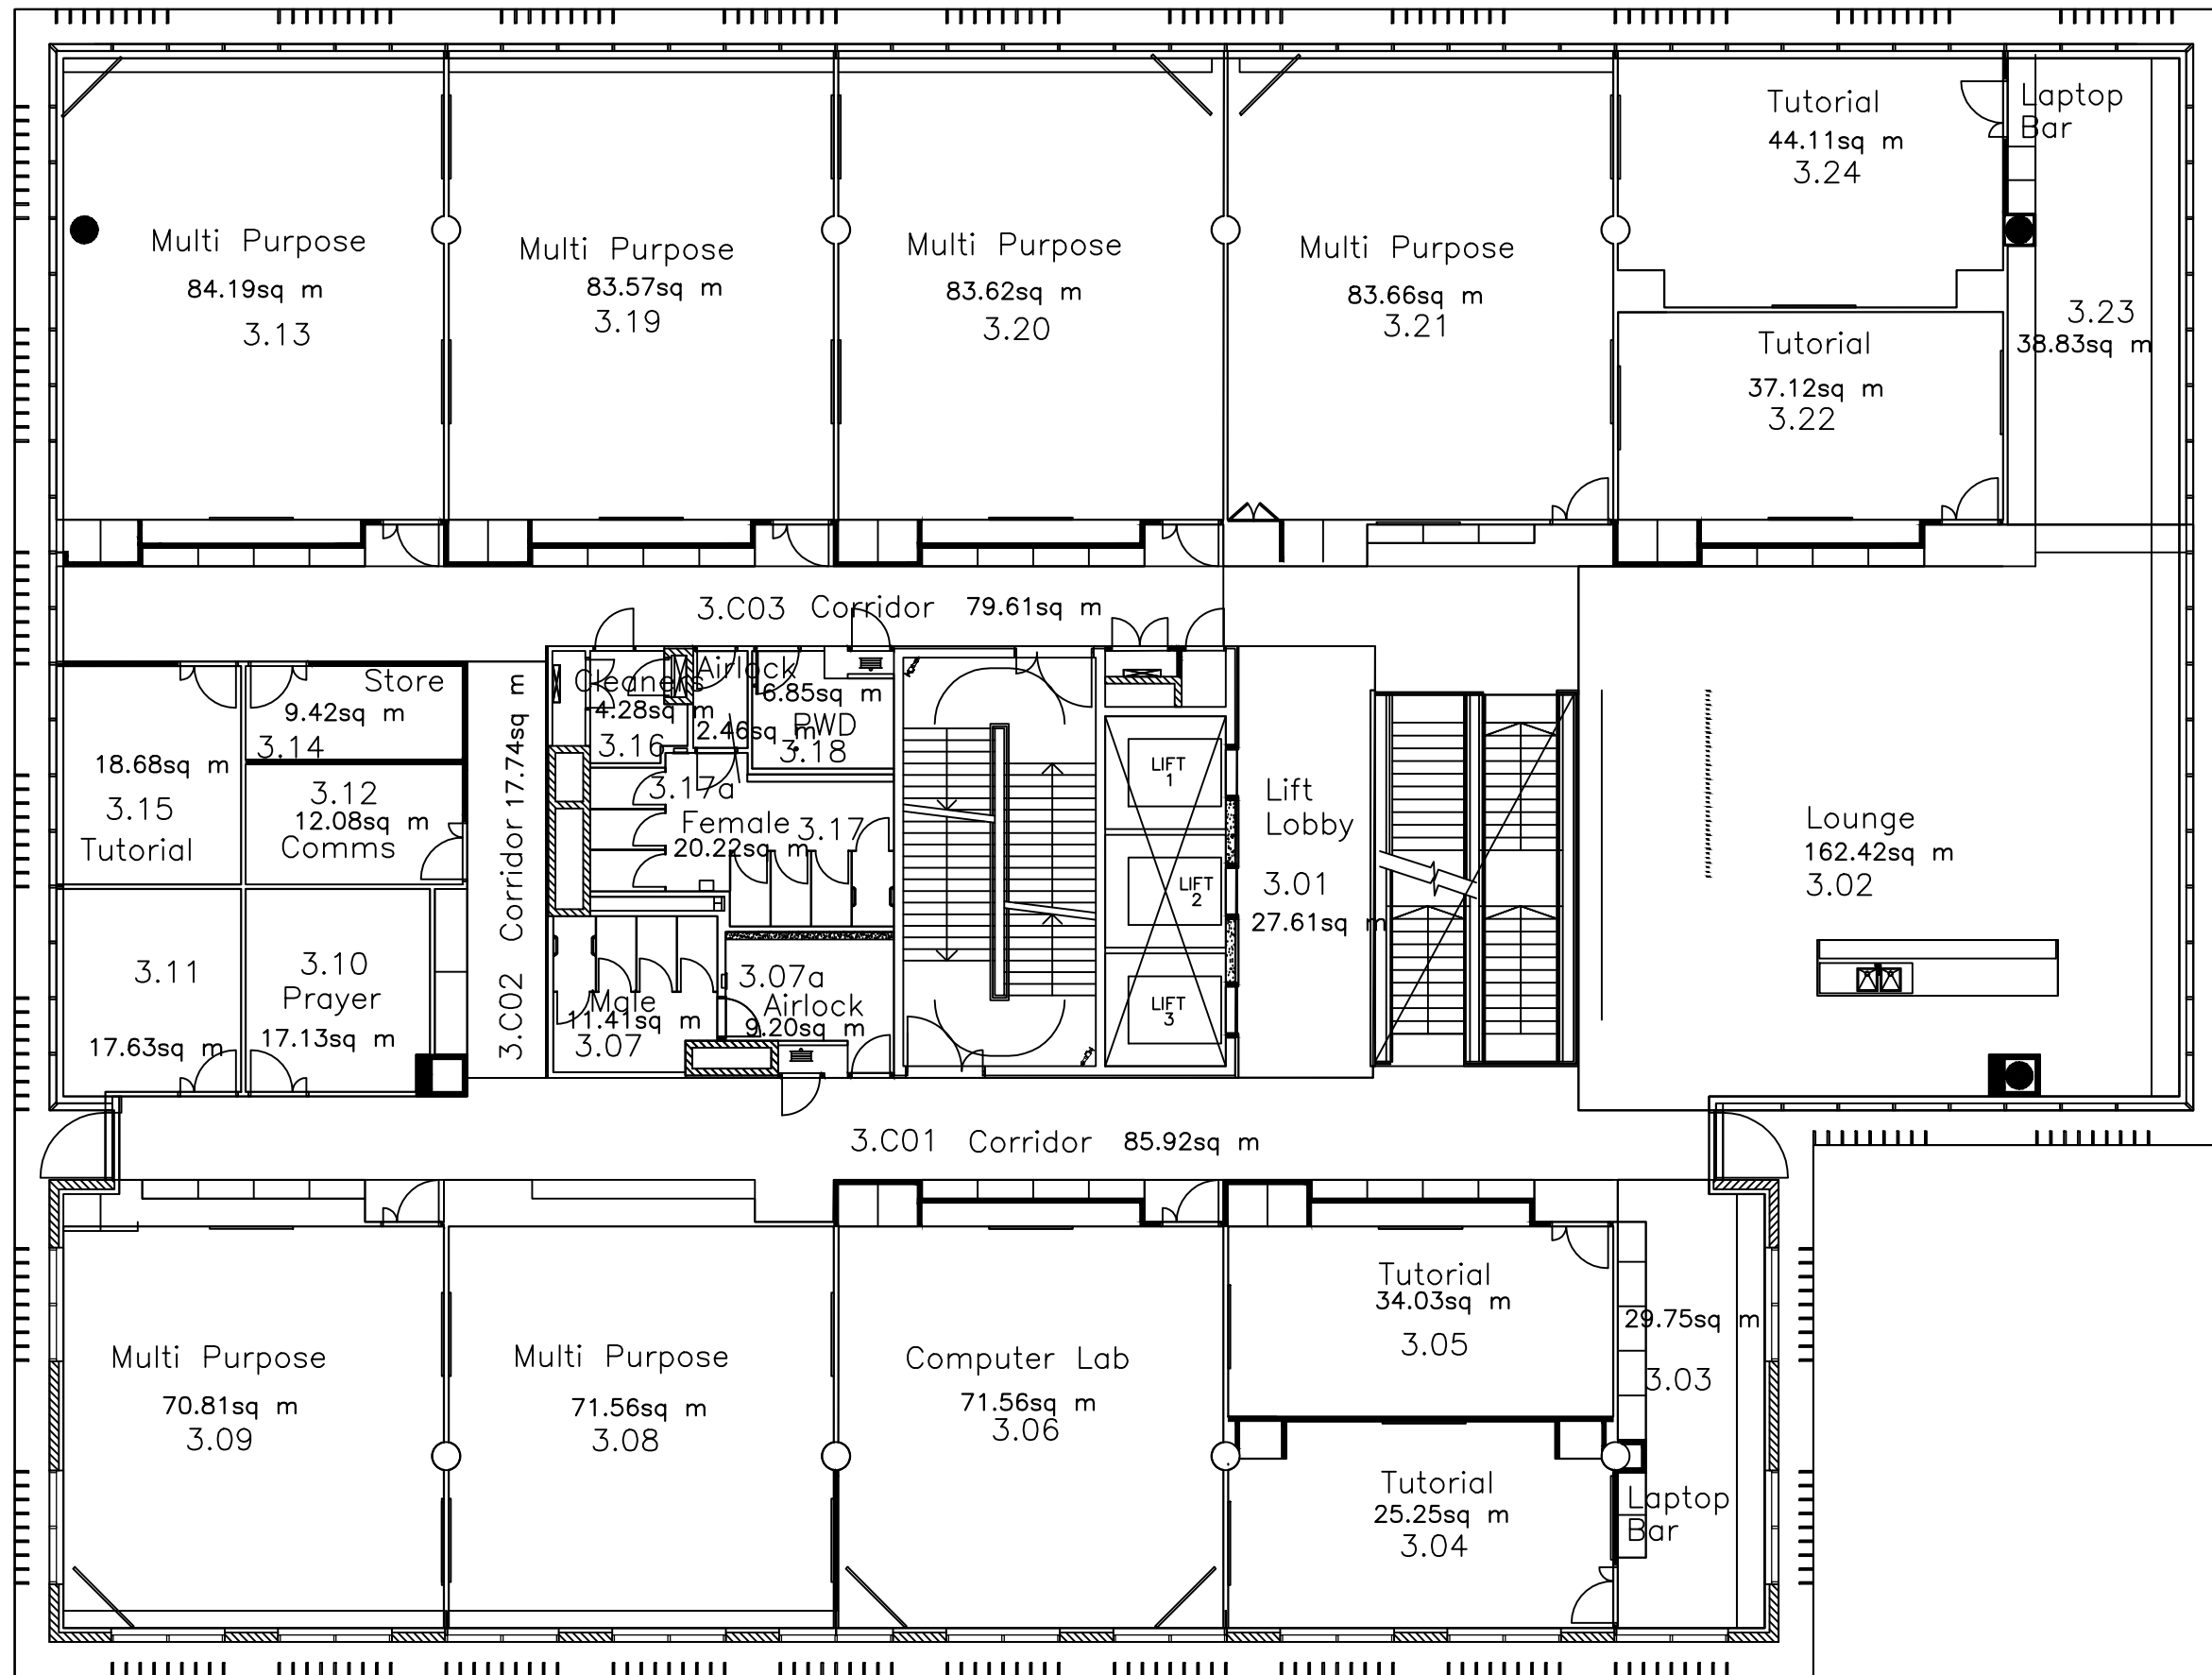 Multi Purpose
84.19sq m
3.13
Multi Purpose
83.57sq m
3.19
Multi Purpose
83.62sq m
3.20
Multi Purpose
83.66sq m
3.21
Tutorial
44.11sq m
3.24
Laptop
Bar
3.23
38.83sq m
Tutorial
37.12sq m
3.22
3.C03 Corridor 79.61sq m
Store
9.42sq m
3.14
18.68sq m
3.15
Tutorial
3.12
12.08sq m
Comms
3.11
17.63sq m
3.10
Prayer
17.13sq m
3.C02 Corridor 17.74sq m
Cleaners
4.28sq m
3.16
Airlock
2.46sq m
6.85sq m
PWD
3.18
3.17a
Female
3.17
20.22sq m
Male
11.41sq m
3.07
3.07a
Airlock
9.20sq m
LIFT
1
LIFT
2
LIFT
3
Lift
Lobby
3.01
27.61sq m
Lounge
162.42sq m
3.02
3.C01 Corridor 85.92sq m
Multi Purpose
70.81sq m
3.09
Multi Purpose
71.56sq m
3.08
Computer Lab
71.56sq m
3.06
Tutorial
34.03sq m
3.05
Tutorial
25.25sq m
3.04
29.75sq m
3.03
Laptop
Bar